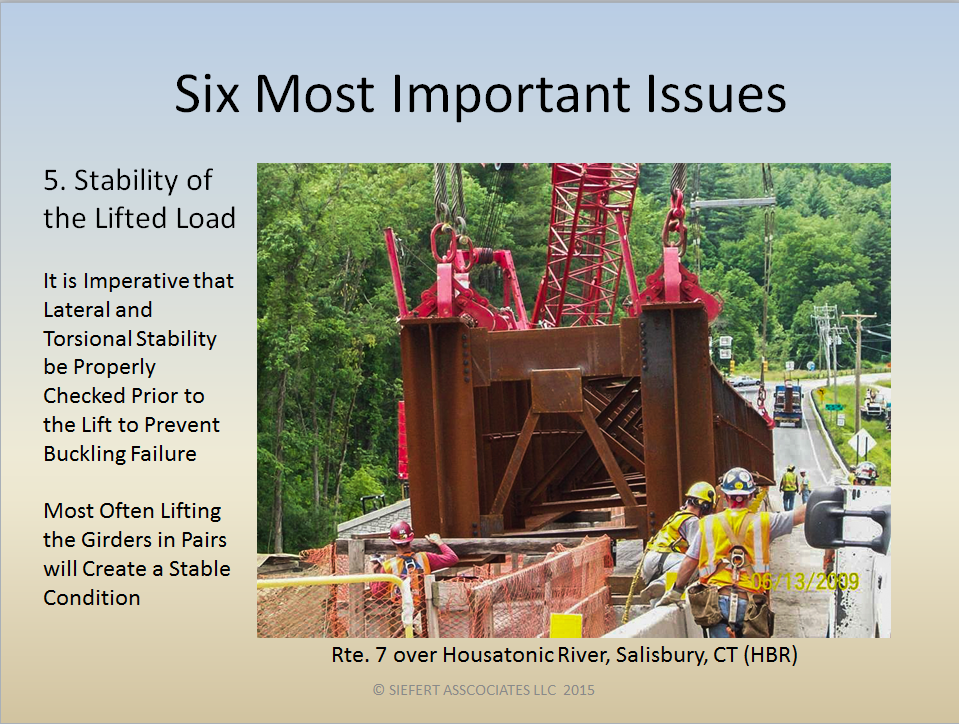 Six Most Important Issues
5. Stability of
the Lifted Load
It is Imperative that
Lateral and
Torsional Stability
be Properly
Checked Prior to
the Lift to Prevent
Buckling Failure
Most Often Lifting
the Girders in Pairs
will Create a Stable
Condition
06/13/2009
Rte. 7 over Housatonic River, Salisbury, CT (HBR)
© SIEFERT ASSCOCIATES LLC 2015